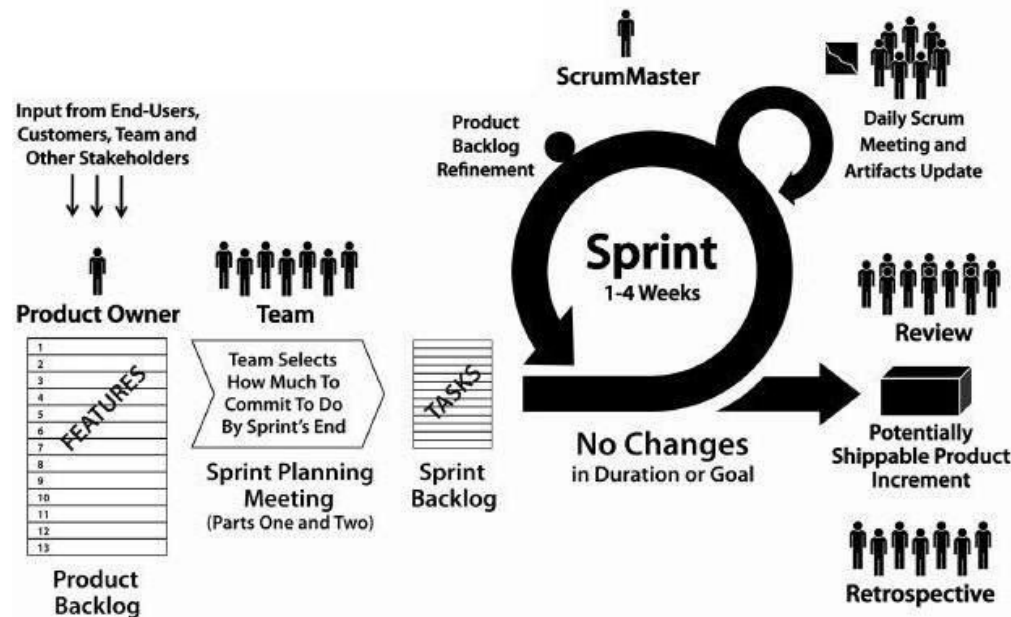 Input from End-Users,
Customers, Team and
Other Stakeholders
Product Owner
1
2
3
4
5
6
7
8
9
10
11
12
13
FEATURES
Product
Backlog
Team
Team Selects
How Much To
Commit To Do
By Sprint's End
Sprint Planning
Meeting
(Parts One and Two)
TASKS
Sprint
Backlog
ScrumMaster
Product
Backlog
Refinement
Sprint
1-4 Weeks
No Changes
in Duration or Goal
Daily Scrum
Meeting and
Artifacts Update
Review
Potentially
Shippable Product
Increment
Retrospective